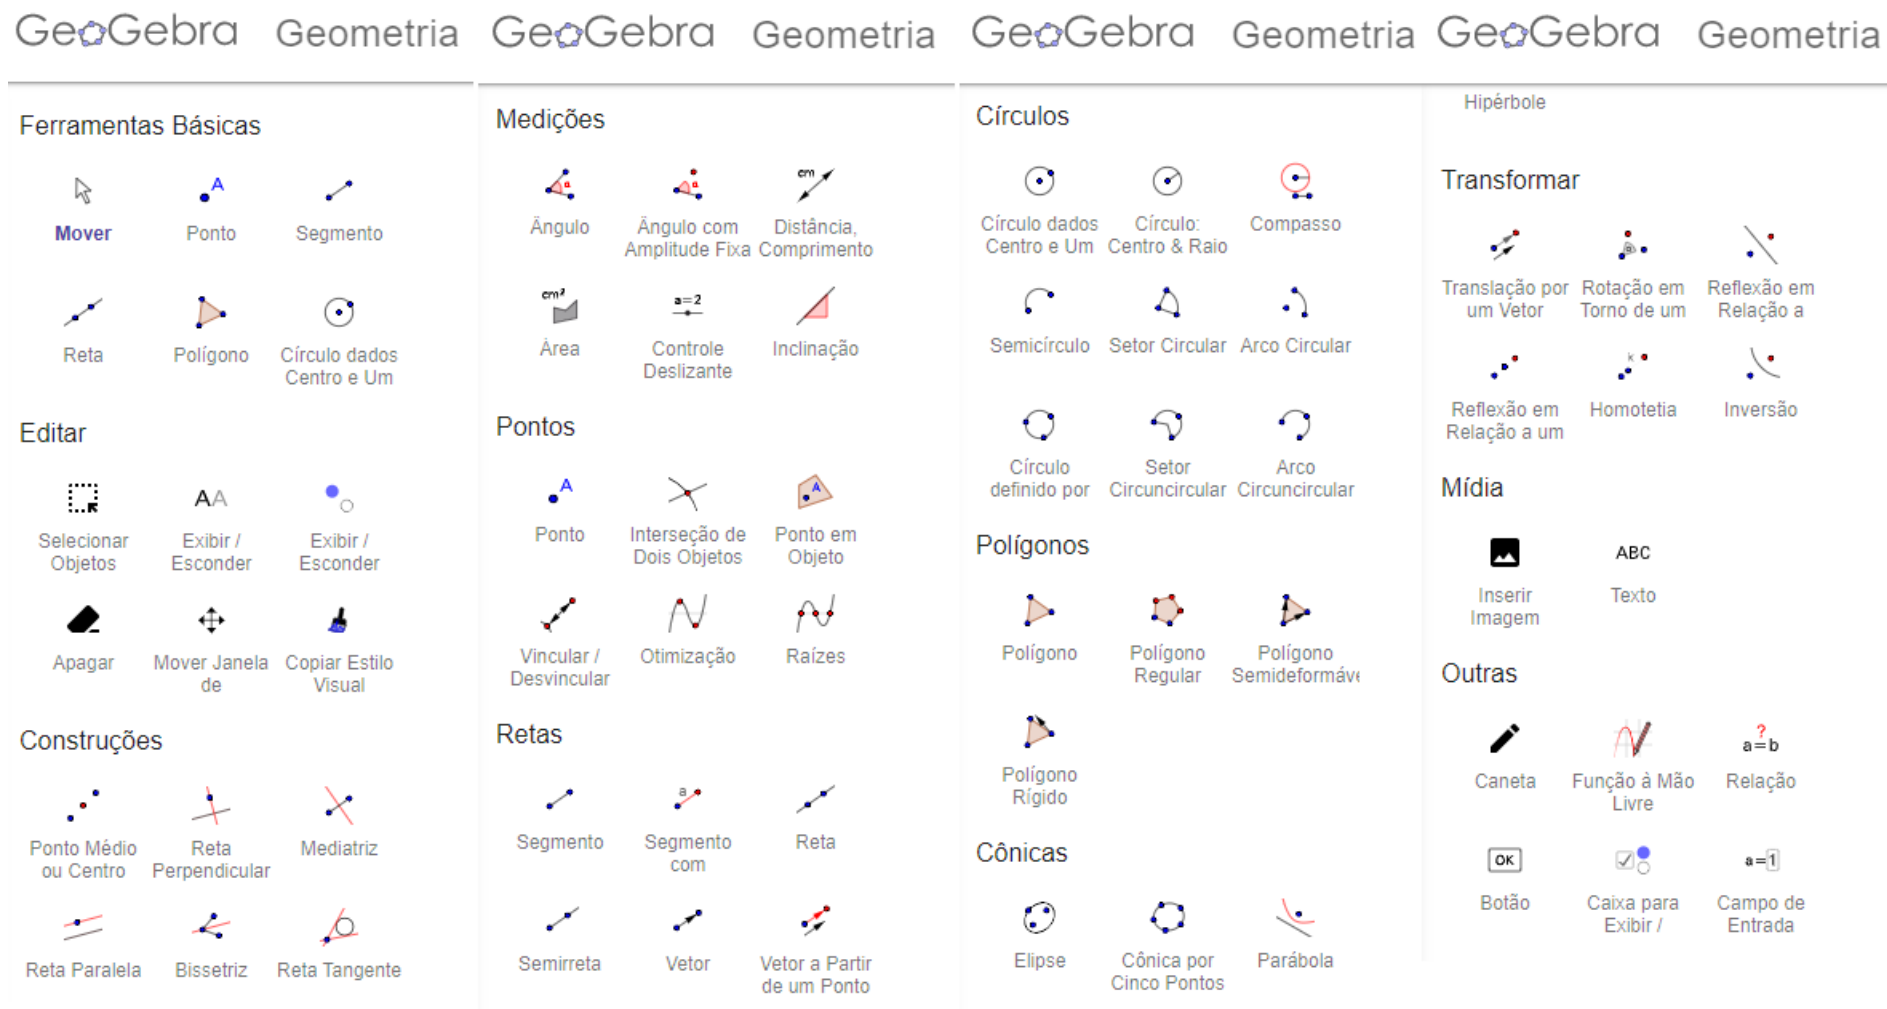 GeoGebra Geometria
Ferramentas Básicas
A
Mover Ponto Segmento
Reta Polígono Círculo dados
Centro e Um
Editar
AA
Selecionar Exibir / Exibir /
Objetos Esconder Esconder
Apagar Mover Janela Copiar Estilo
de Visual
Construções
Ponto Médio Reta Mediatriz
ou Centro Perpendicular
Reta Paralela Bissetriz Reta Tangente
GeoGebra Geometria
Medições
α α cm
Ângulo Ângulo com Distância,
Amplitude Fixa Comprimento
cm² a=2
Área Controle Inclinação
Deslizante
Pontos
A A
Ponto Interseção de Ponto em
Dois Objetos Objeto
Vincular / Otimização Raízes
Desvincular
Retas
a
Segmento Segmento Reta
com
Semirreta Vetor Vetor a Partir
de um Ponto
GeoGebra Geometria
Círculos
Círculo dados Círculo: Compasso
Centro e Um Centro & Raio
Semicírculo Setor Circular Arco Circular
Círculo Setor Arco
definido por Circuncircular Circuncircular
Polígonos
Polígono Polígono Polígono
Regular Semideformáve
Polígono
Rígido
Cônicas
Elipse Cônica por Parábola
Cinco Pontos
GeoGebra Geometria
Hipérbole
Transformar
Translação por Rotação em Reflexão em
um Vetor Torno de um Relação a
k
Reflexão em Homotetia Inversão
Relação a um
Mídia
ABC
Inserir Texto
Imagem
Outras
?
a=b
Caneta Função à Mão Relação
Livre
OK a=1
Botão Caixa para Campo de
Exibir / Entrada